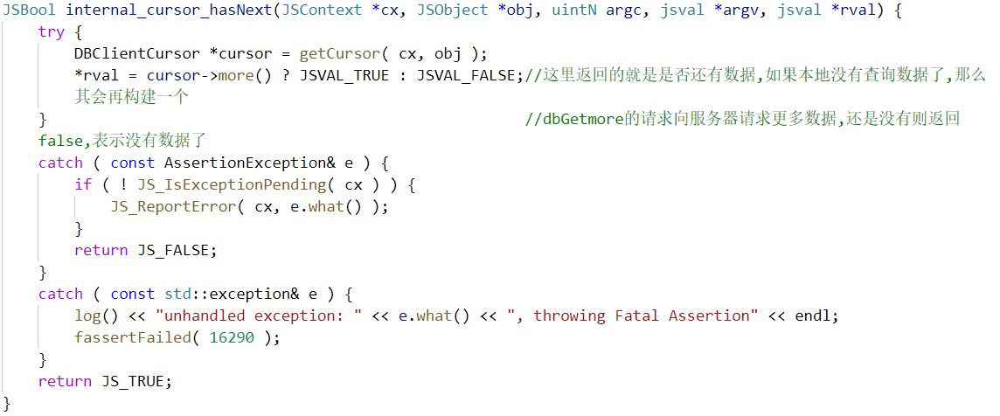 JSBool internal_cursor_hasNext(JSContext *cx, JSObject *obj, uintN argc, jsval *argv, jsval *rval) {
    try {
        DBClientCursor *cursor = getCursor( cx, obj );
        *rval = cursor->more() ? JSVAL_TRUE : JSVAL_FALSE;//这里返回的就是是否还有数据,如果本地没有查询数据了,那么
        其会再构建一个
    }                                                     //dbGetmore的请求向服务器请求更多数据,还是没有则返回
    false,表示没有数据了
    catch ( const AssertionException& e ) {
        if ( ! JS_IsExceptionPending( cx ) ) {
            JS_ReportError( cx, e.what() );
        }
        return JS_FALSE;
    }
    catch ( const std::exception& e ) {
        log() << "unhandled exception: " << e.what() << ", throwing Fatal Assertion" << endl;
        fassertFailed( 16290 );
    }
    return JS_TRUE;
}